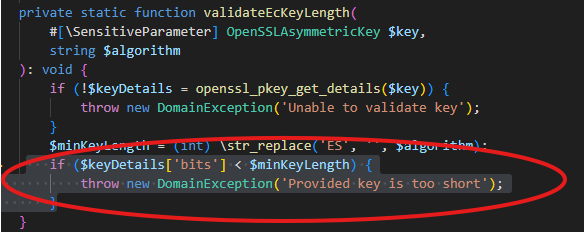 private static function validateEcKeyLength(
    #[\SensitiveParameter] OpenSSLAsymmetricKey $key,
    string $algorithm
): void {
    if (!$keyDetails = openssl_pkey_get_details($key)) {
        throw new DomainException('Unable to validate key');
    }
    $minKeyLength = (int) \str_replace('ES', '', $algorithm);
    if ($keyDetails['bits'] < $minKeyLength) {
        throw new DomainException('Provided key is too short');
    }
}